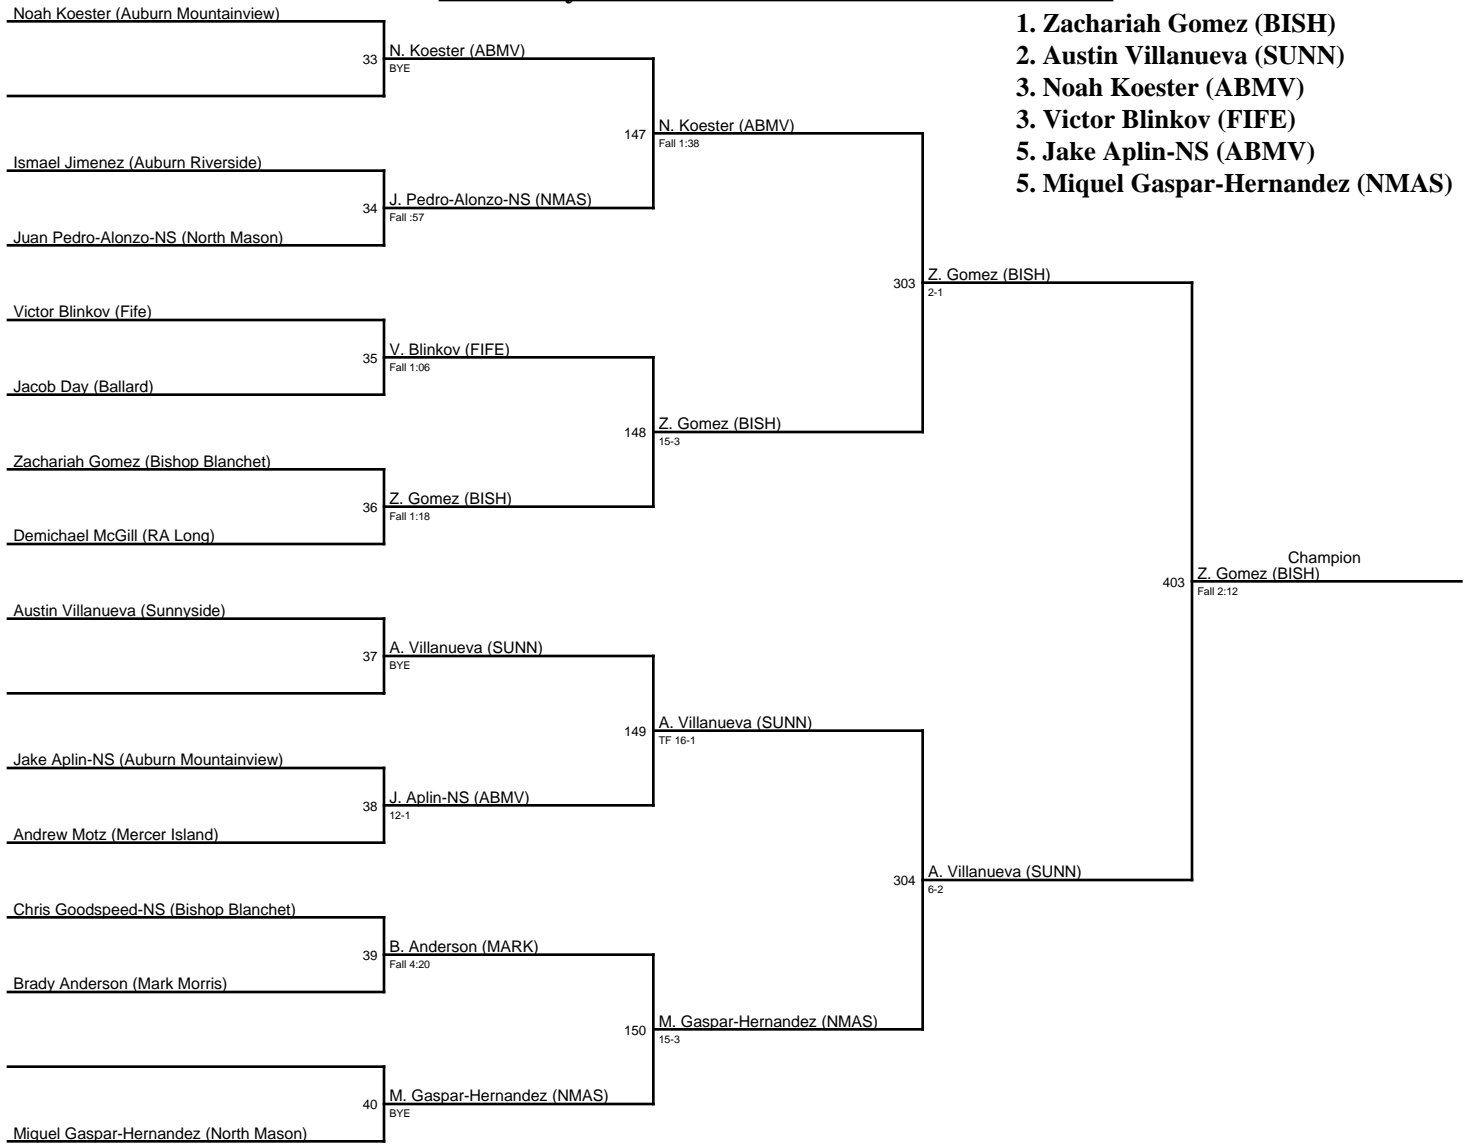 Noah Koester (Auburn Mountainview)
33
N. Koester (ABMV)
BYE
147
N. Koester (ABMV)
Fall 1:38
Ismael Jimenez (Auburn Riverside)
34
J. Pedro-Alonzo-NS (NMAS)
Fall :57
Juan Pedro-Alonzo-NS (North Mason)
303
Z. Gomez (BISH)
2-1
Victor Blinkov (Fife)
35
V. Blinkov (FIFE)
Fall 1:06
Jacob Day (Ballard)
148
Z. Gomez (BISH)
15-3
Zachariah Gomez (Bishop Blanchet)
36
Z. Gomez (BISH)
Fall 1:18
Demichael McGill (RA Long)
Champion
403
Z. Gomez (BISH)
Fall 2:12
Austin Villanueva (Sunnyside)
37
A. Villanueva (SUNN)
BYE
149
A. Villanueva (SUNN)
TF 16-1
Jake Aplin-NS (Auburn Mountainview)
38
J. Aplin-NS (ABMV)
12-1
Andrew Motz (Mercer Island)
304
A. Villanueva (SUNN)
6-2
Chris Goodspeed-NS (Bishop Blanchet)
39
B. Anderson (MARK)
Fall 4:20
Brady Anderson (Mark Morris)
150
M. Gaspar-Hernandez (NMAS)
15-3
40
M. Gaspar-Hernandez (NMAS)
BYE
Miquel Gaspar-Hernandez (North Mason)
1. Zachariah Gomez (BISH)
2. Austin Villanueva (SUNN)
3. Noah Koester (ABMV)
3. Victor Blinkov (FIFE)
5. Jake Aplin-NS (ABMV)
5. Miquel Gaspar-Hernandez (NMAS)